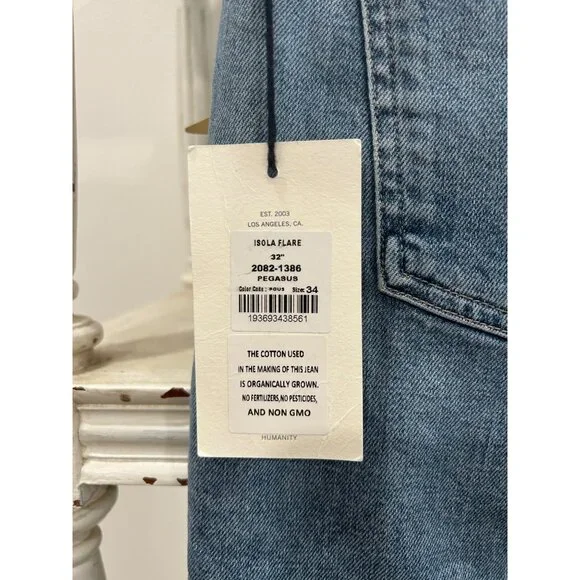 EST. 2003
LOS ANGELES, CA.
ISOLA FLARE
32"
2082-1386
PEGASUS
Color Code : PGUS Size: 34
193693438561
THE COTTON USED
IN THE MAKING OF THIS JEAN
IS ORGANICALLY GROWN.
NO FERTILIZERS, NO PESTICIDES,
AND NON GMO
HUMANITY